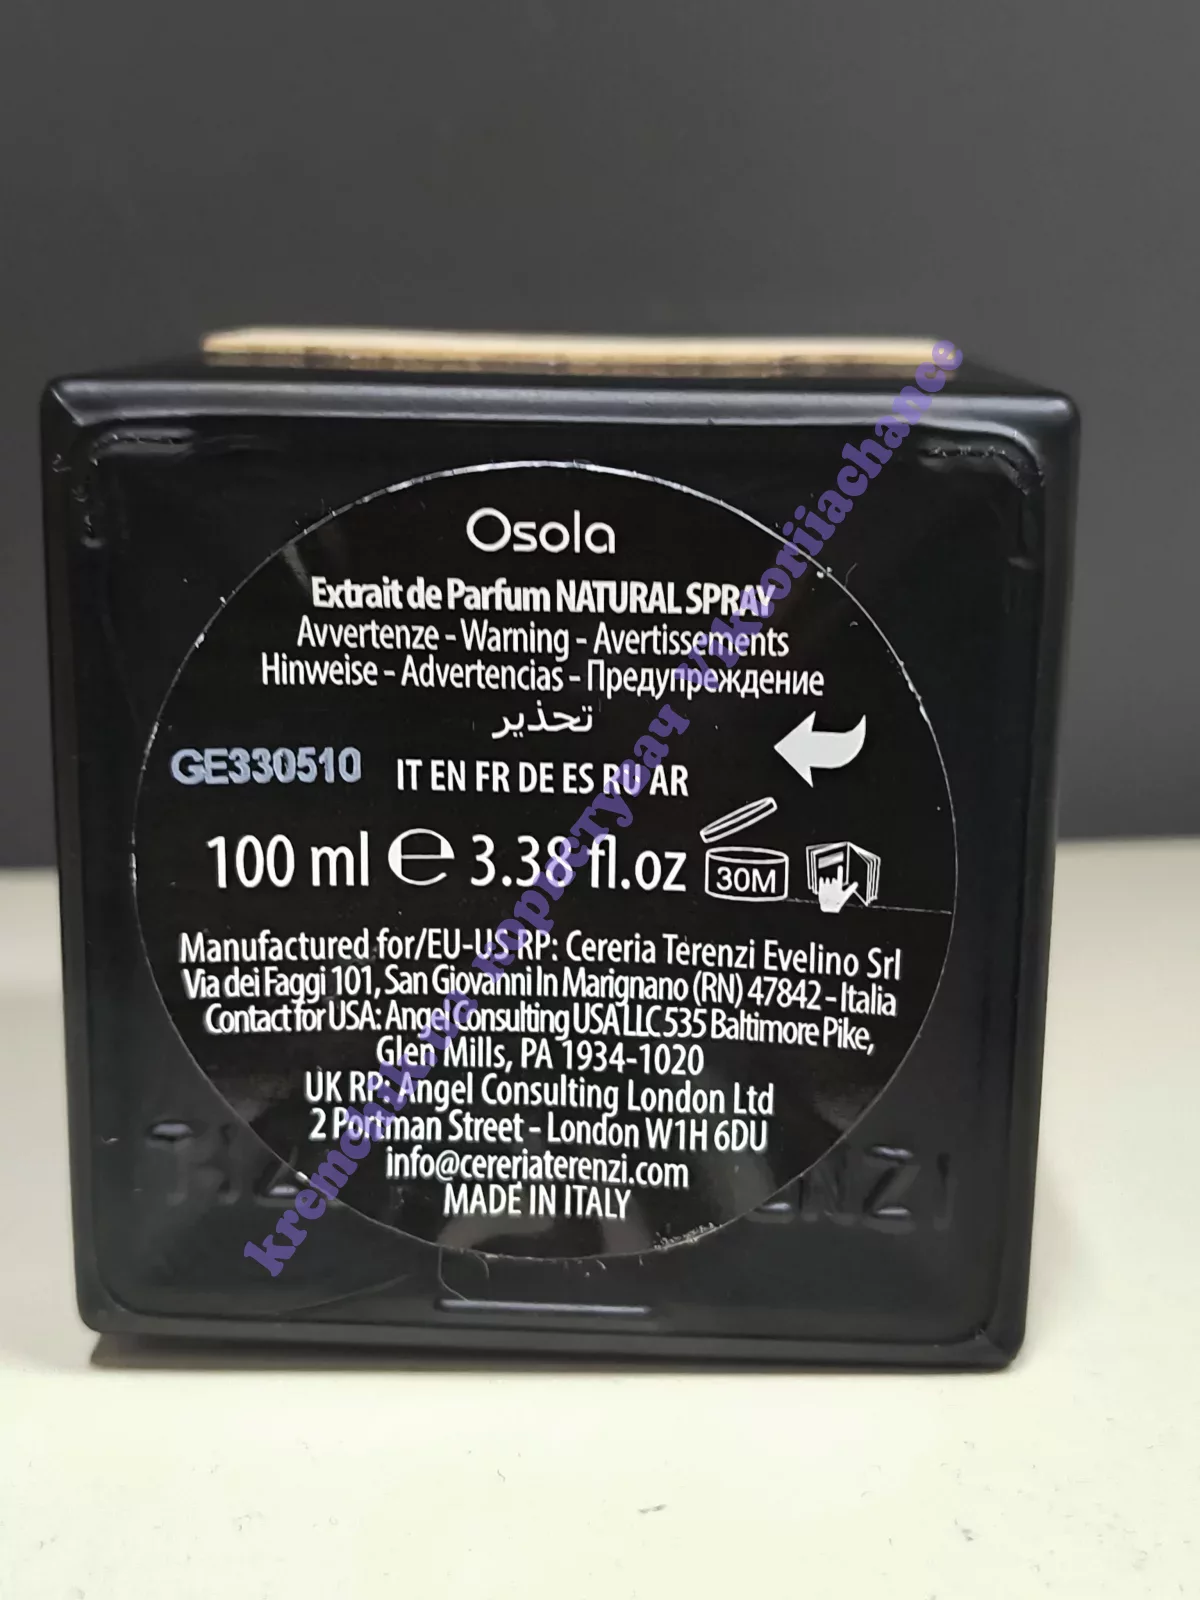 Osola
Extrait de Parfum NATURAL SPRAY
Avvertenze - Warning - Avertissements
Hinweise - Advertencias - Предупреждение
تحذير
GE330510
IT EN FR DE ES RU AR
100 ml ℮ 3.38 fl.oz
30M
Manufactured for/EU-US RP: Cereria Terenzi Evelino Srl
Via dei Faggi 101, San Giovanni In Marignano (RN) 47842 - Italia
Contact for USA: Angel Consulting USA LLC 535 Baltimore Pike,
Glen Mills, PA 1934-1020
UK RP: Angel Consulting London Ltd
2 Portman Street - London W1H 6DU
info@cereriaterenzi.com
MADE IN ITALY
kremchik.ua користувач Viktoriiachance